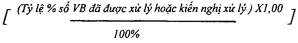 [ (Tỷ lệ % số VB đã được xử lý hoặc kiến nghị xử lý ) X1,00 ]
100%